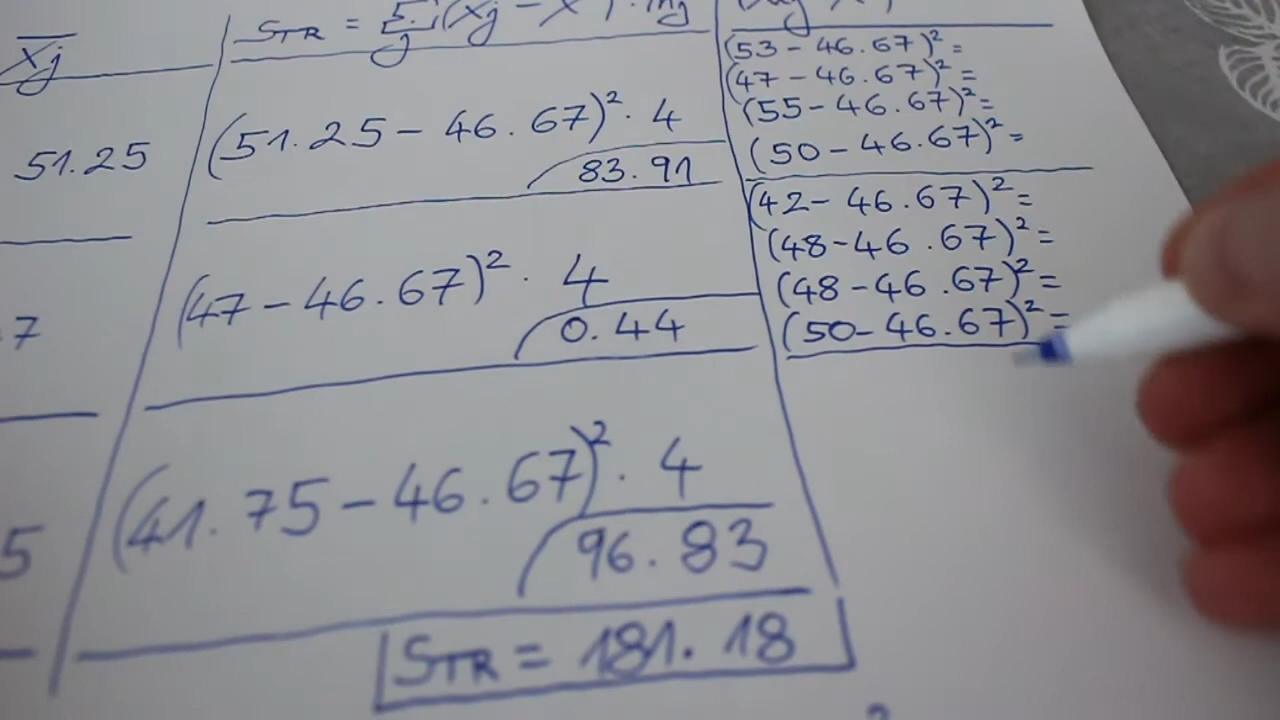 x̄j
51.25
.7
5
STR = Σj (x̄j - x̄)² · nj
(51.25 - 46.67)² · 4
83.91
(47 - 46.67)² · 4
0.44
(41.75 - 46.67)² · 4
96.83
STR = 181.18
(53 - 46.67)² =
(47 - 46.67)² =
(55 - 46.67)² =
(50 - 46.67)² =
(42 - 46.67)² =
(48 - 46.67)² =
(48 - 46.67)² =
(50 - 46.67)² =